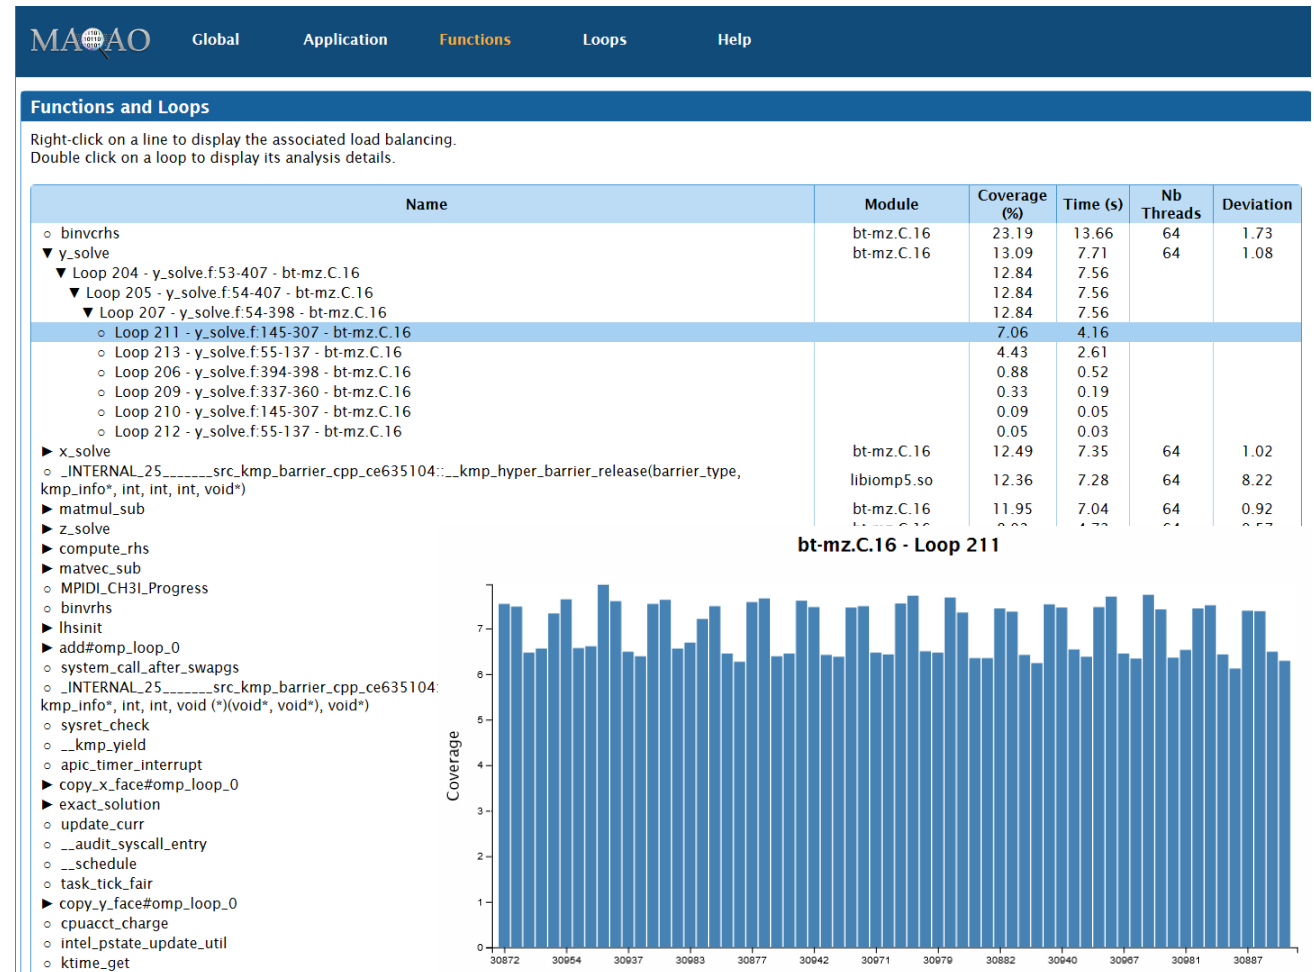 MAQAO Global Application Functions Loops Help
Functions and Loops
Right-click on a line to display the associated load balancing.
Double click on a loop to display its analysis details.
Name Module Coverage (%) Time (s) Nb Threads Deviation
binvcrhs bt-mz.C.16 23.19 13.66 64 1.73
▼ y_solve bt-mz.C.16 13.09 7.71 64 1.08
▼ Loop 204 - y_solve.f:53-407 - bt-mz.C.16 12.84 7.56
▼ Loop 205 - y_solve.f:54-407 - bt-mz.C.16 12.84 7.56
▼ Loop 207 - y_solve.f:54-398 - bt-mz.C.16 12.84 7.56
○ Loop 211 - y_solve.f:145-307 - bt-mz.C.16 7.06 4.16
○ Loop 213 - y_solve.f:55-137 - bt-mz.C.16 4.43 2.61
○ Loop 206 - y_solve.f:394-398 - bt-mz.C.16 0.88 0.52
○ Loop 209 - y_solve.f:337-360 - bt-mz.C.16 0.33 0.19
○ Loop 210 - y_solve.f:145-307 - bt-mz.C.16 0.09 0.05
○ Loop 212 - y_solve.f:55-137 - bt-mz.C.16 0.05 0.03
► x_solve bt-mz.C.16 12.49 7.35 64 1.02
○ _INTERNAL_25_______src_kmp_barrier_cpp_ce635104::__kmp_hyper_barrier_release(barrier_type,
kmp_info*, int, int, int, void*) libiomp5.so 12.36 7.28 64 8.22
► matmul_sub bt-mz.C.16 11.95 7.04 64 0.92
► z_solve
► compute_rhs
► matvec_sub
○ MPIDI_CH3I_Progress
○ binvrhs
► lhsinit
► add#omp_loop_0
○ system_call_after_swapgs
○ _INTERNAL_25_______src_kmp_barrier_cpp_ce635104:
kmp_info*, int, int, void (*)(void*, void*), void*)
○ sysret_check
○ __kmp_yield
○ apic_timer_interrupt
► copy_x_face#omp_loop_0
► exact_solution
○ update_curr
○ __audit_syscall_entry
○ __schedule
○ task_tick_fair
► copy_y_face#omp_loop_0
○ cpuacct_charge
○ intel_pstate_update_util
○ ktime_get
bt-mz.C.16 - Loop 211
Coverage
7
6
5
4
3
2
1
0
30872 30954 30937 30983 30877 30942 30971 30979 30882 30940 30967 30981 30887